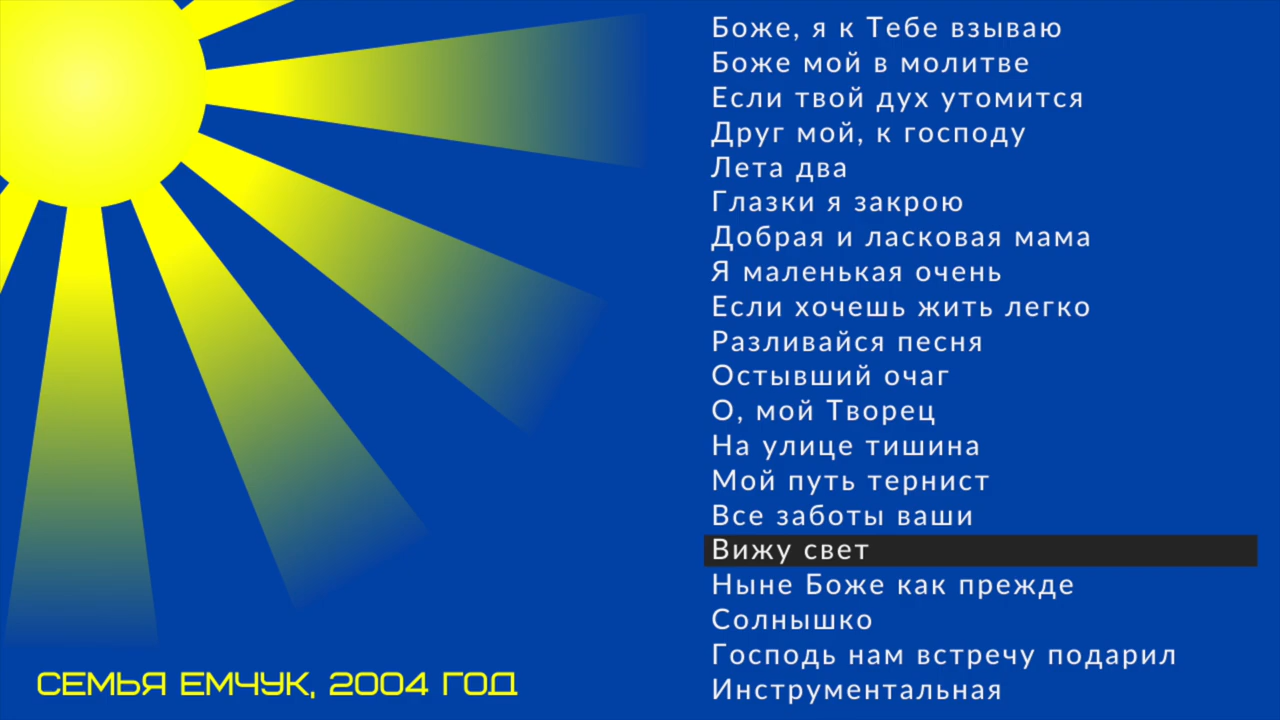 Боже, я к Тебе взываю
Боже мой в молитве
Если твой дух утомится
Друг мой, к господу
Лета два
Глазки я закрою
Добрая и ласковая мама
Я маленькая очень
Если хочешь жить легко
Разливайся песня
Остывший очаг
О, мой Творец
На улице тишина
Мой путь тернист
Все заботы ваши
Вижу свет
Ныне Боже как прежде
Солнышко
Господь нам встречу подарил
Инструментальная
СЕМЬЯ ЕМЧУК, 2004 ГОД